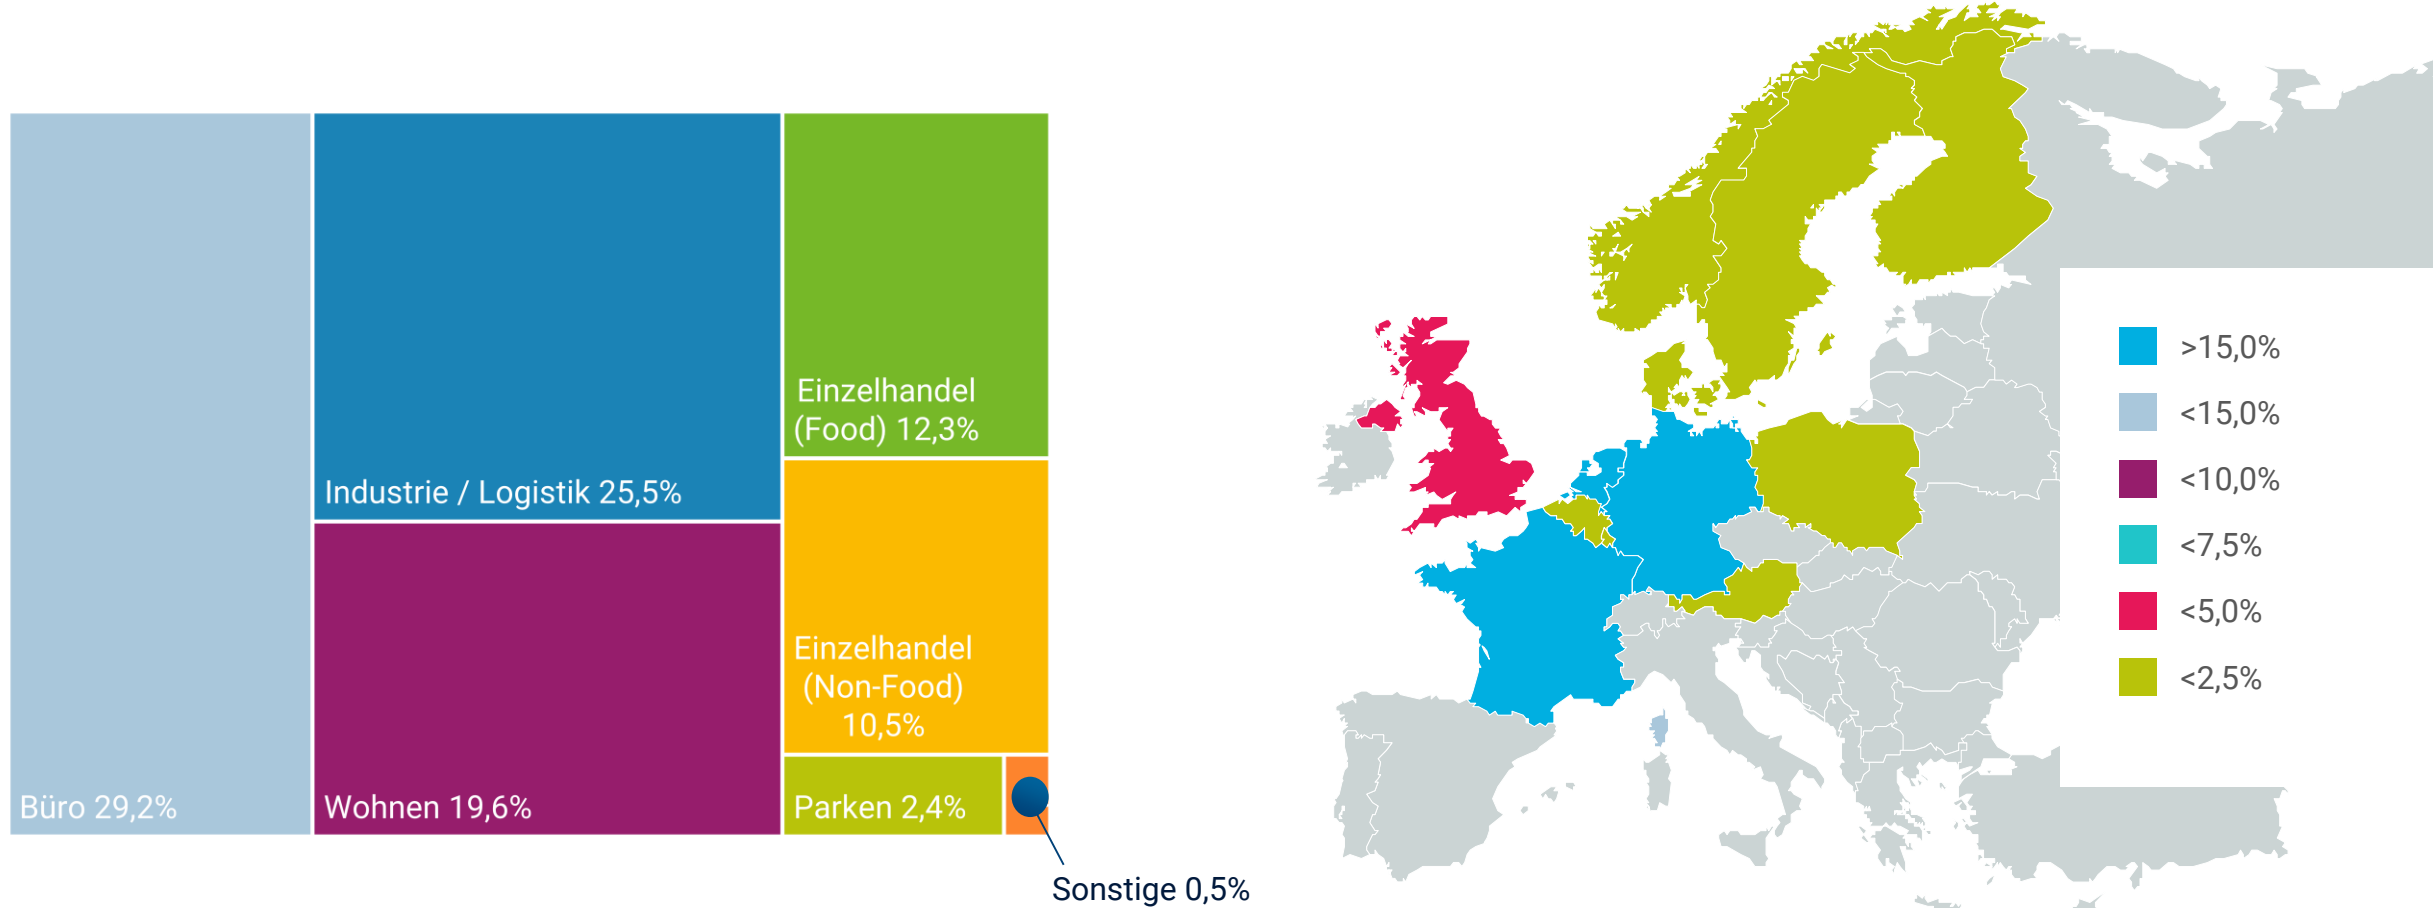 Einzelhandel
(Food) 12,3%
Industrie / Logistik 25,5%
Einzelhandel
(Non-Food)
10,5%
Büro 29,2%
Wohnen 19,6%
Parken 2,4%
Sonstige 0,5%
>15,0%
<15,0%
<10,0%
<7,5%
<5,0%
<2,5%